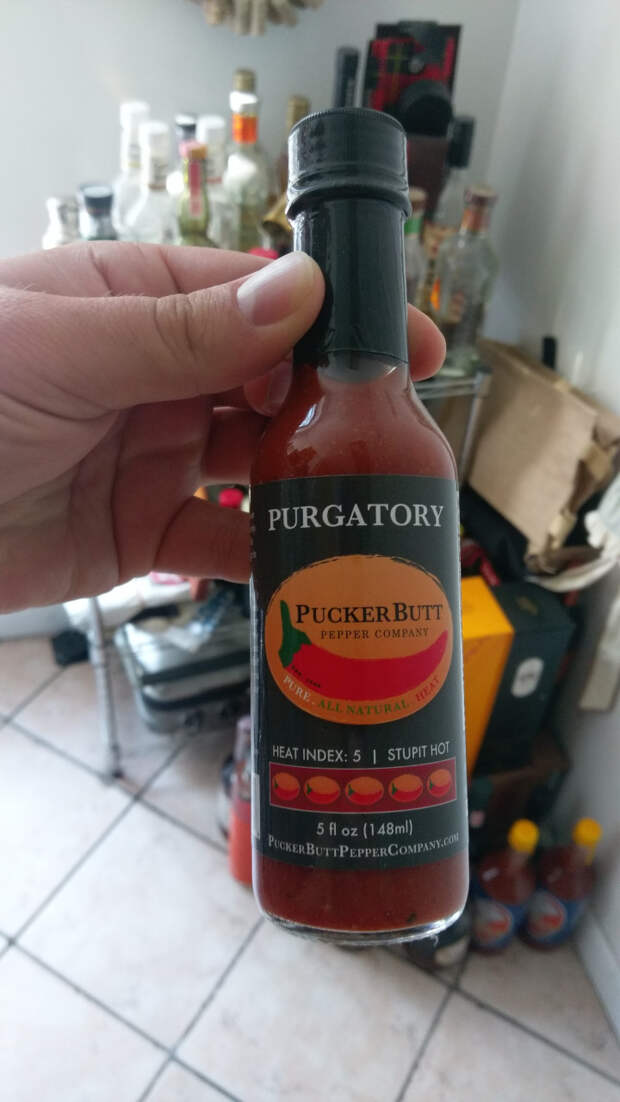 PURGATORY
PUCKERBUTT
PEPPER COMPANY
PURE. ALL NATURAL. HEAT
HEAT INDEX: 5 | STUPIT HOT
5 fl oz (148ml)
PUCKERBUTTPEPPERCOMPANY.COM